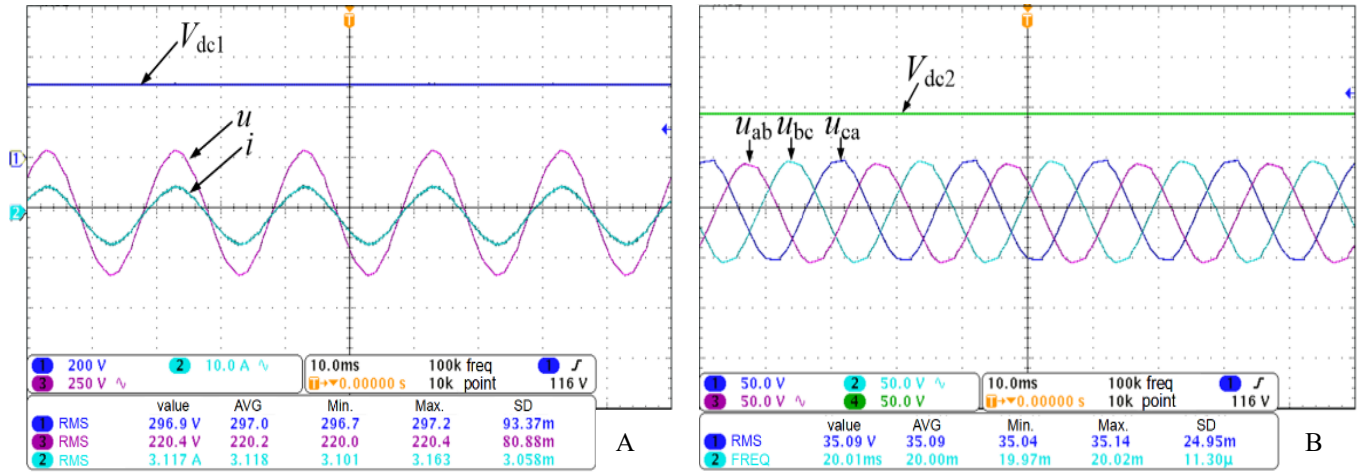 T
V_dc1
u
i
1
2
1 200 V 2 10.0 A ∿
3 250 V ∿
10.0ms 100k freq 1 ʃ
T→▼0.00000 s 10k point 116 V
value AVG Min. Max. SD
1 RMS 296.9 V 297.0 296.7 297.2 93.37m
3 RMS 220.4 V 220.2 220.0 220.4 80.88m
2 RMS 3.117 A 3.118 3.101 3.163 3.058m
A
T
V_dc2
u_ab u_bc u_ca
1 50.0 V 2 50.0 V ∿
3 50.0 V ∿ 4 50.0 V
10.0ms 100k freq 1 ʃ
T→▼0.00000 s 10k point 116 V
value AVG Min. Max. SD
1 RMS 35.09 V 35.09 35.04 35.14 24.95m
2 FREQ 20.01ms 20.00m 19.97m 20.02m 11.30µ
B